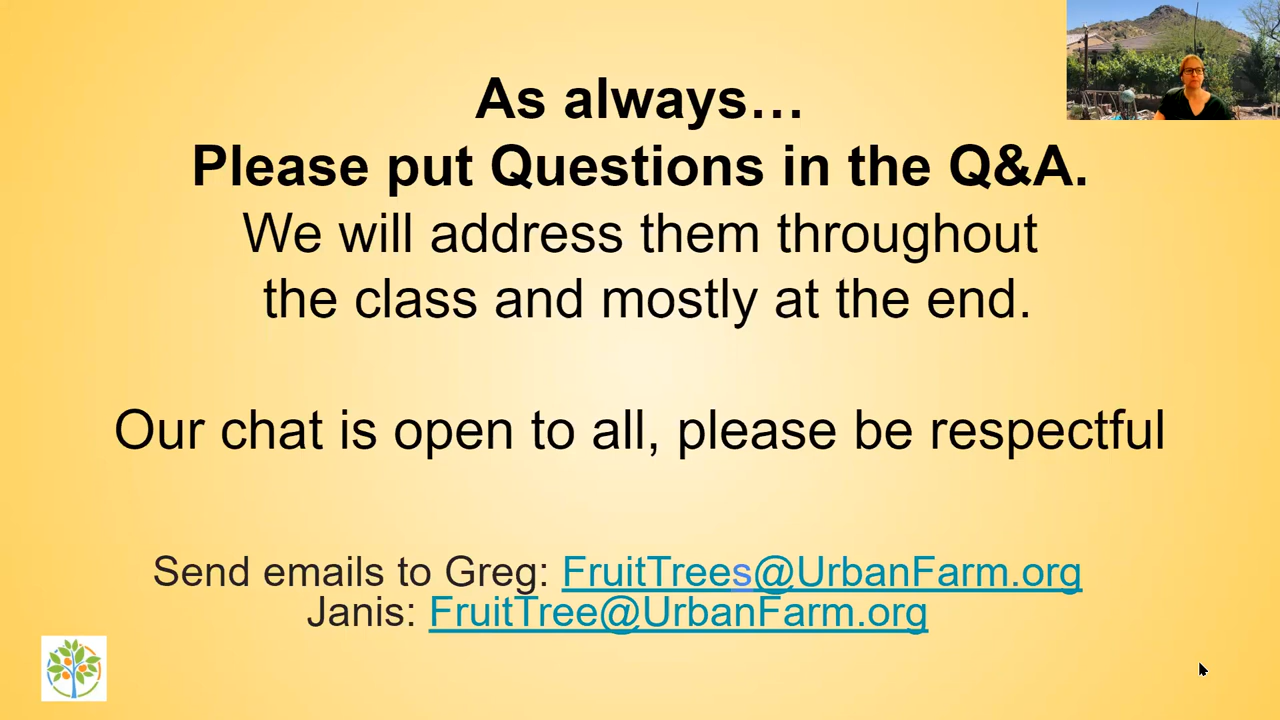 As always…
Please put Questions in the Q&A.
We will address them throughout
the class and mostly at the end.
Our chat is open to all, please be respectful
Send emails to Greg: FruitTrees@UrbanFarm.org
Janis: FruitTree@UrbanFarm.org